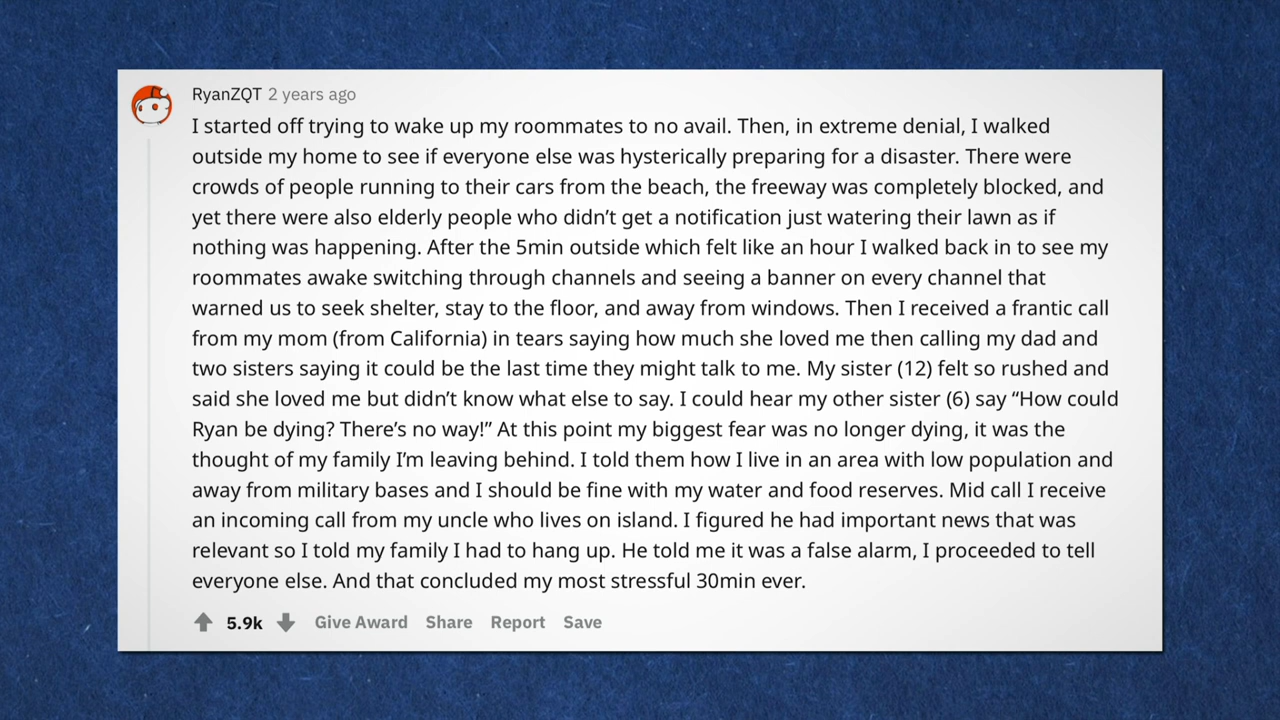 RyanZQT 2 years ago
I started off trying to wake up my roommates to no avail. Then, in extreme denial, I walked
outside my home to see if everyone else was hysterically preparing for a disaster. There were
crowds of people running to their cars from the beach, the freeway was completely blocked, and
yet there were also elderly people who didn’t get a notification just watering their lawn as if
nothing was happening. After the 5min outside which felt like an hour I walked back in to see my
roommates awake switching through channels and seeing a banner on every channel that
warned us to seek shelter, stay to the floor, and away from windows. Then I received a frantic call
from my mom (from California) in tears saying how much she loved me then calling my dad and
two sisters saying it could be the last time they might talk to me. My sister (12) felt so rushed and
said she loved me but didn’t know what else to say. I could hear my other sister (6) say “How could
Ryan be dying? There’s no way!” At this point my biggest fear was no longer dying, it was the
thought of my family I’m leaving behind. I told them how I live in an area with low population and
away from military bases and I should be fine with my water and food reserves. Mid call I receive
an incoming call from my uncle who lives on island. I figured he had important news that was
relevant so I told my family I had to hang up. He told me it was a false alarm, I proceeded to tell
everyone else. And that concluded my most stressful 30min ever.
5.9k Give Award Share Report Save